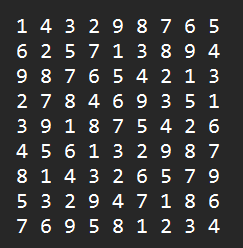 1 4 3 2 9 8 7 6 5
6 2 5 7 1 3 8 9 4
9 8 7 6 5 4 2 1 3
2 7 8 4 6 9 3 5 1
3 9 1 8 7 5 4 2 6
4 5 6 1 3 2 9 8 7
8 1 4 3 2 6 5 7 9
5 3 2 9 4 7 1 8 6
7 6 9 5 8 1 2 3 4